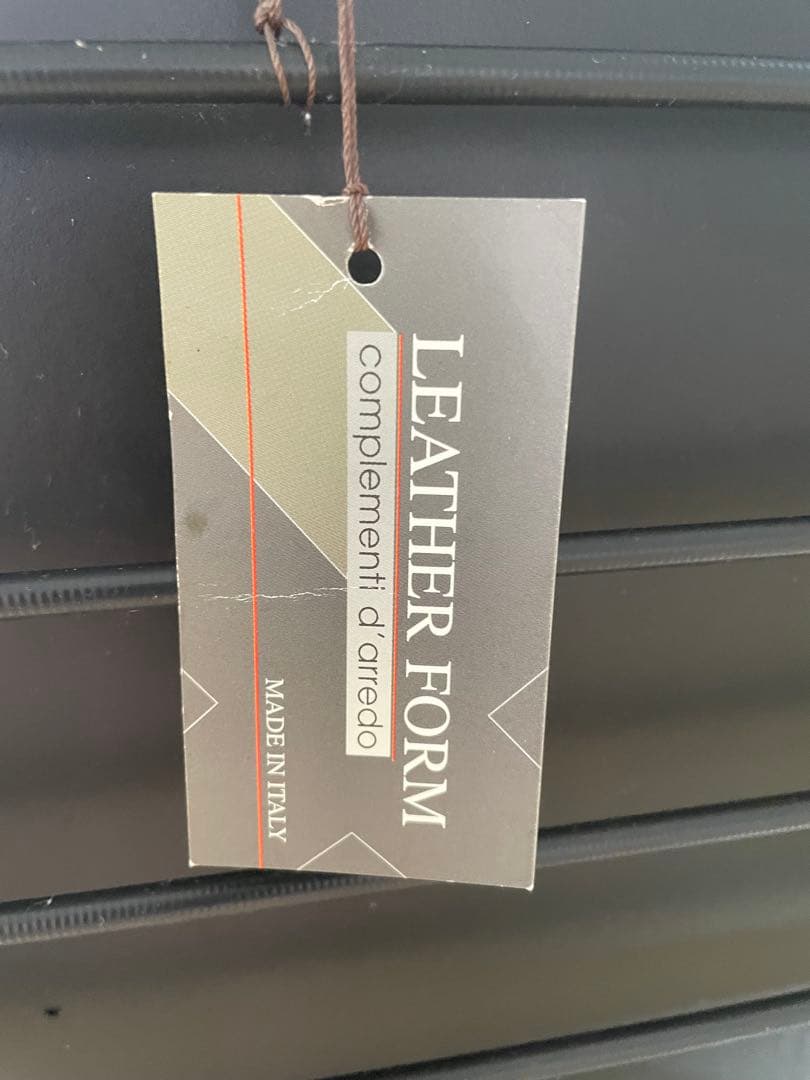 LEATHER FORM
complementi d'arredo
MADE IN ITALY